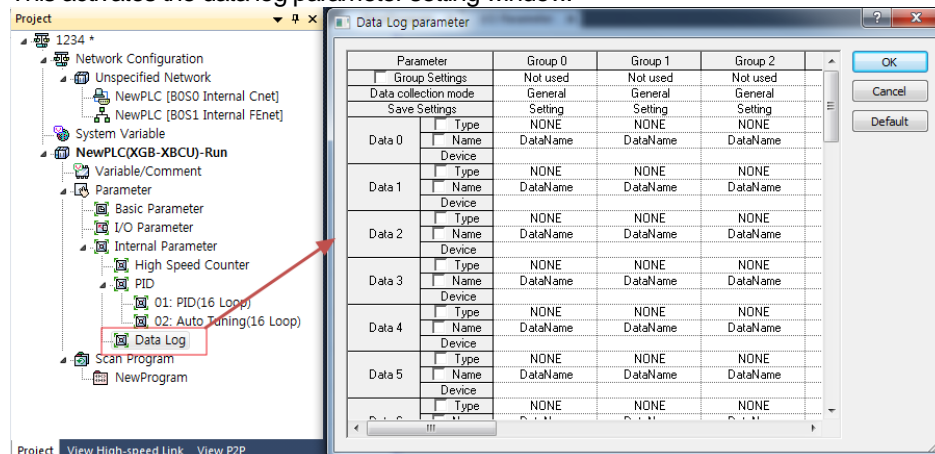 This activates the data log parameter setting window.
Project
1234 *
Network Configuration
Unspecified Network
NewPLC [B0S0 Internal Cnet]
NewPLC [B0S1 Internal FEnet]
System Variable
NewPLC(XGB-XBCU)-Run
Variable/Comment
Parameter
Basic Parameter
I/O Parameter
Internal Parameter
High Speed Counter
PID
01: PID(16 Loop)
02: Auto Tuning(16 Loop)
Data Log
Scan Program
NewProgram
Project View High-speed Link View P2P
Data Log parameter
Parameter Group 0 Group 1 Group 2
Group Settings Not used Not used Not used
Data collection mode General General General
Save Settings Setting Setting Setting
Data 0 Type NONE NONE NONE
Name DataName DataName DataName
Device
Data 1 Type NONE NONE NONE
Name DataName DataName DataName
Device
Data 2 Type NONE NONE NONE
Name DataName DataName DataName
Device
Data 3 Type NONE NONE NONE
Name DataName DataName DataName
Device
Data 4 Type NONE NONE NONE
Name DataName DataName DataName
Device
Data 5 Type NONE NONE NONE
Name DataName DataName DataName
Device
Type NONE NONE NONE
OK
Cancel
Default